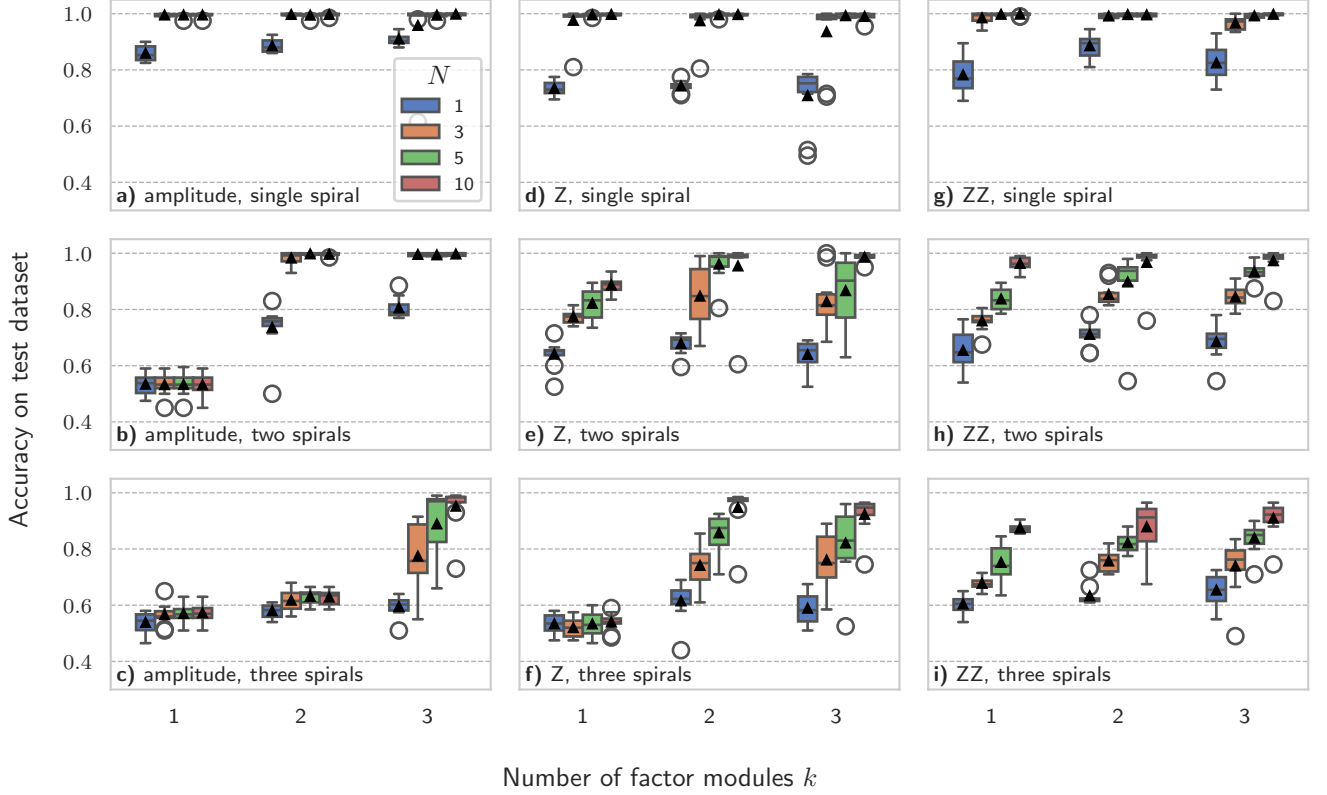 1.0
0.8
0.6
0.4
N
1
3
5
10
a) amplitude, single spiral
d) Z, single spiral
g) ZZ, single spiral
1.0
0.8
0.6
0.4
b) amplitude, two spirals
e) Z, two spirals
h) ZZ, two spirals
Accuracy on test dataset
1.0
0.8
0.6
0.4
c) amplitude, three spirals
f) Z, three spirals
i) ZZ, three spirals
1 2 3 1 2 3 1 2 3
Number of factor modules k